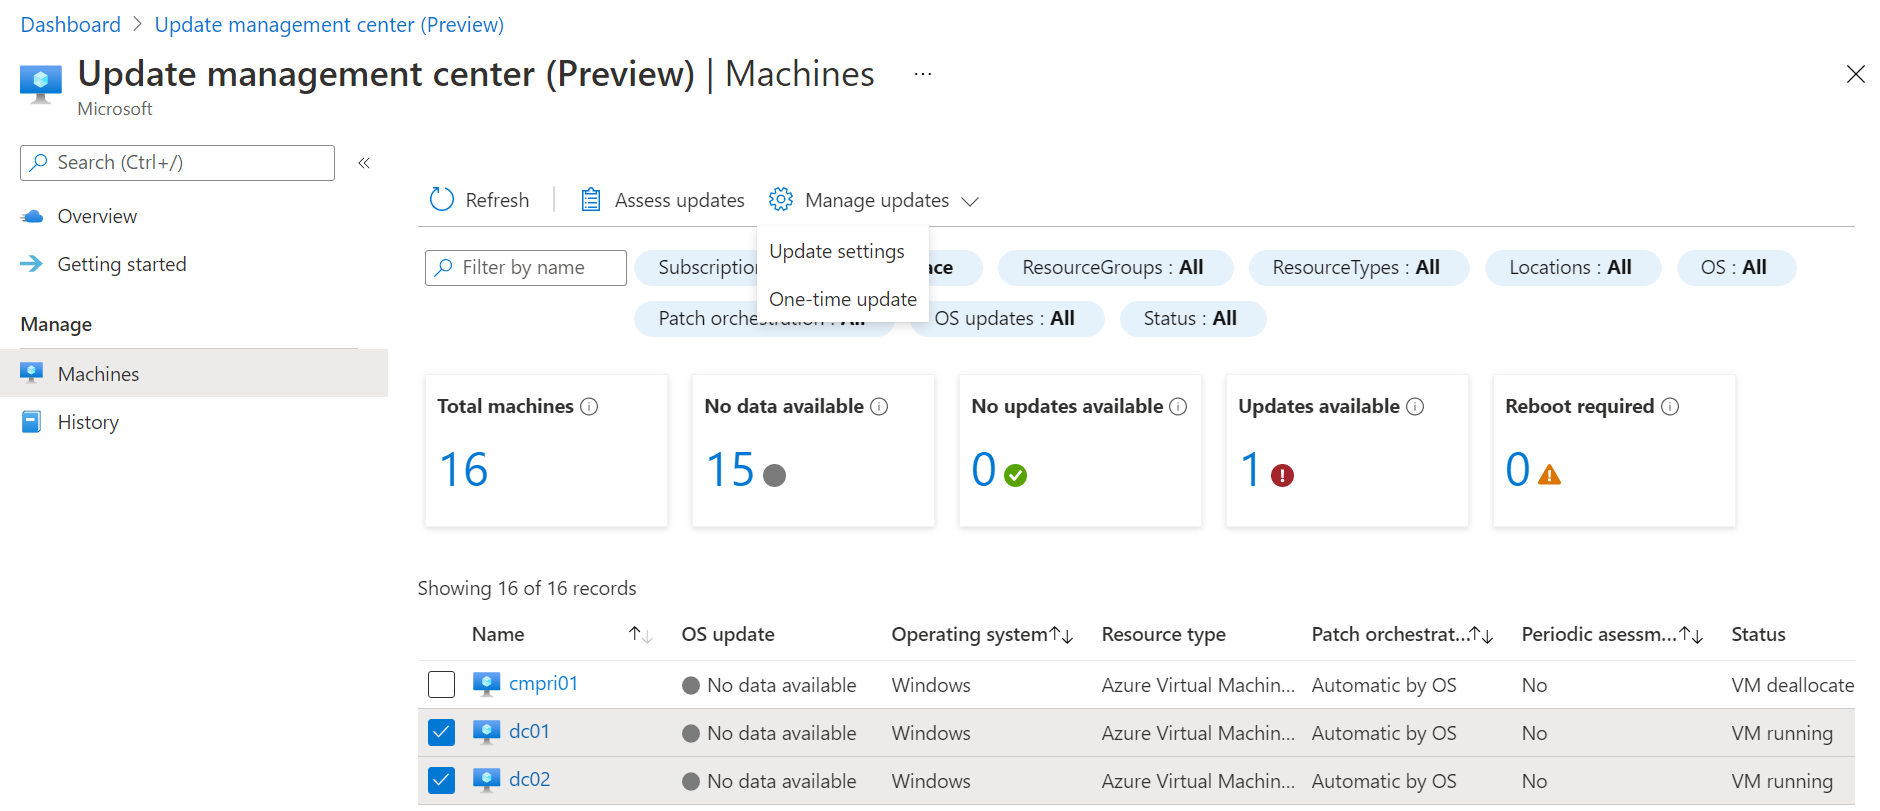 Dashboard > Update management center (Preview)
Update management center (Preview) | Machines ...
Microsoft
Search (Ctrl+/)
«
Overview
Getting started
Manage
Machines
History
Refresh
Assess updates
Manage updates
Update settings
One-time update
Filter by name
Subscription
ResourceGroups : All
ResourceTypes : All
Locations : All
OS : All
Patch orchestration : All
OS updates : All
Status : All
Total machines
16
No data available
15
No updates available
0
Updates available
1
Reboot required
0
Showing 16 of 16 records
Name OS update Operating system Resource type Patch orchestrat... Periodic asessm... Status
cmpri01 No data available Windows Azure Virtual Machin... Automatic by OS No VM deallocate
dc01 No data available Windows Azure Virtual Machin... Automatic by OS No VM running
dc02 No data available Windows Azure Virtual Machin... Automatic by OS No VM running